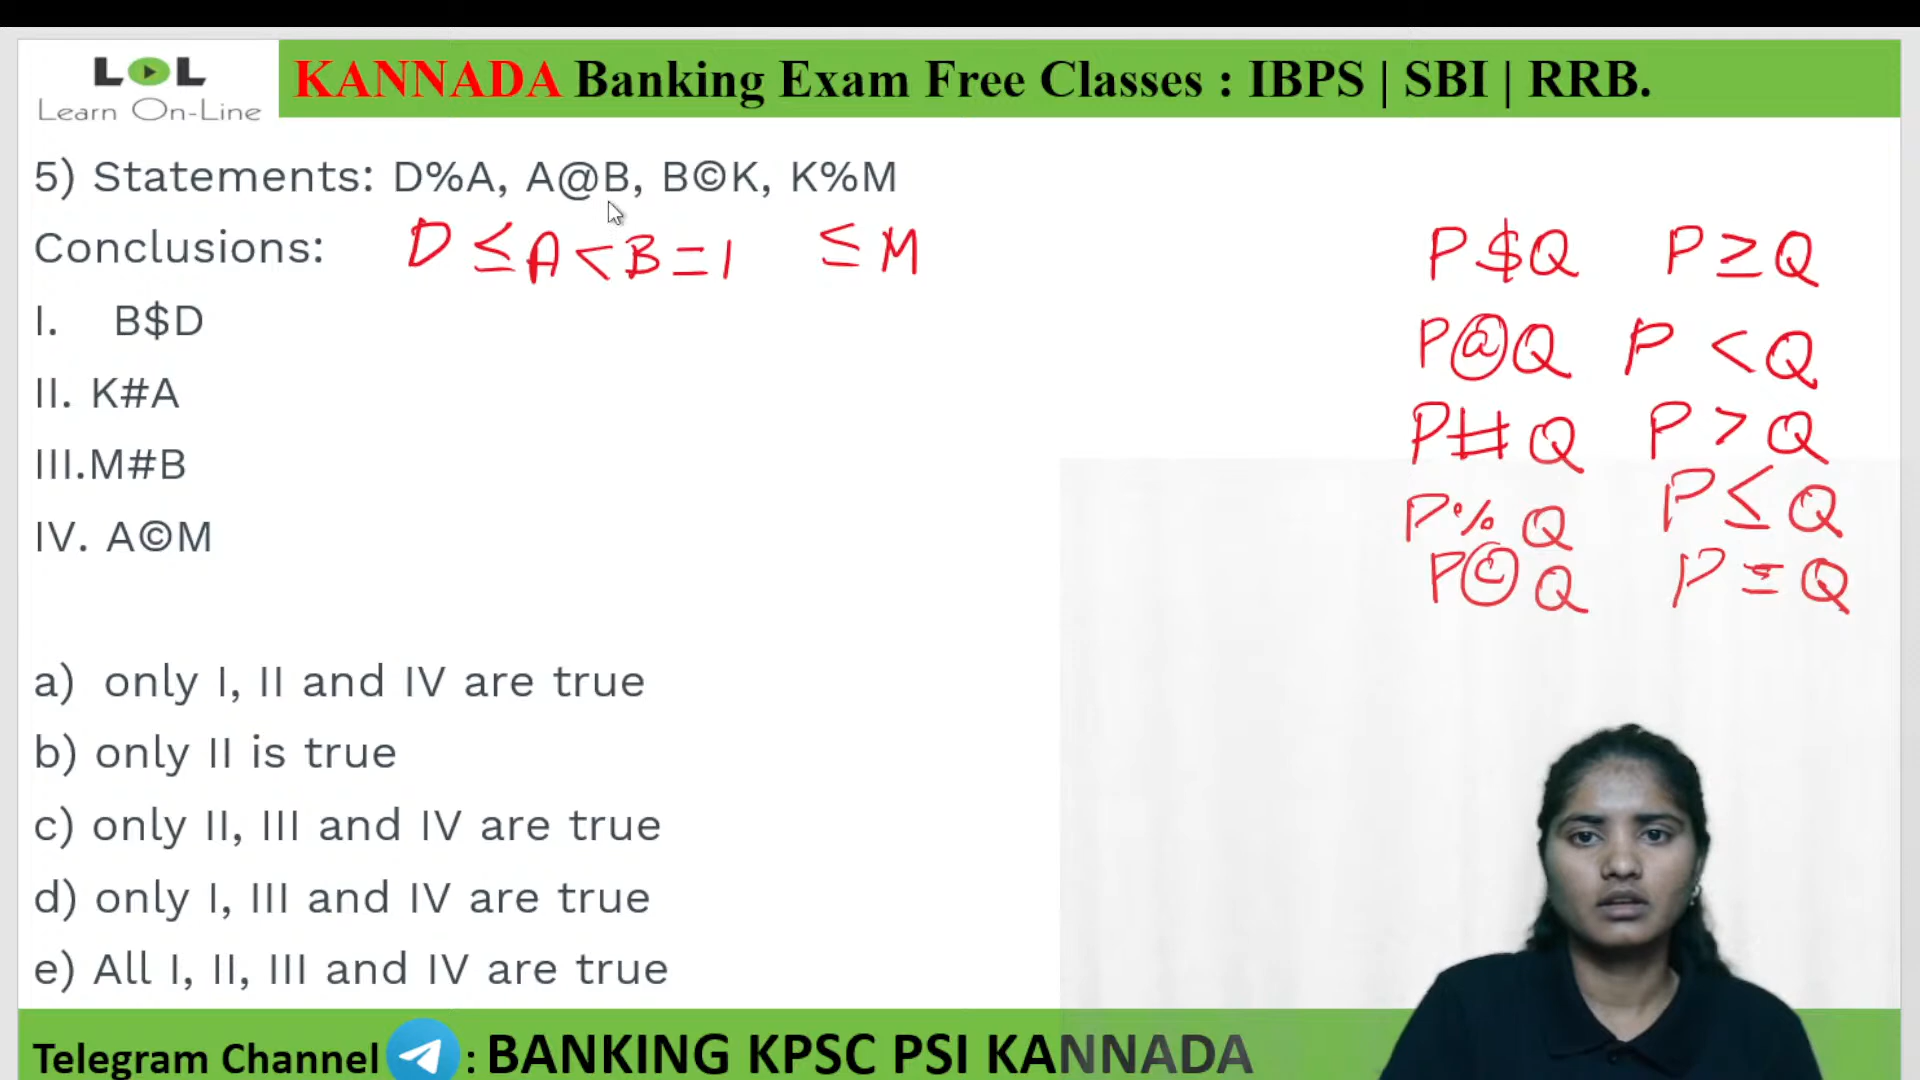 LOL
Learn On-Line
KANNADA Banking Exam Free Classes : IBPS | SBI | RRB.
5) Statements: D%A, A@B, B©K, K%M
Conclusions:
D ≤ A < B = ≤ M
I. B$D
II. K#A
III.M#B
IV. A©M
P$Q P ≥ Q
P@Q P < Q
P#Q P > Q
P%Q P ≤ Q
P©Q P = Q
a) only I, II and IV are true
b) only II is true
c) only II, III and IV are true
d) only I, III and IV are true
e) All I, II, III and IV are true
Telegram Channel : BANKING KPSC PSI KANNADA